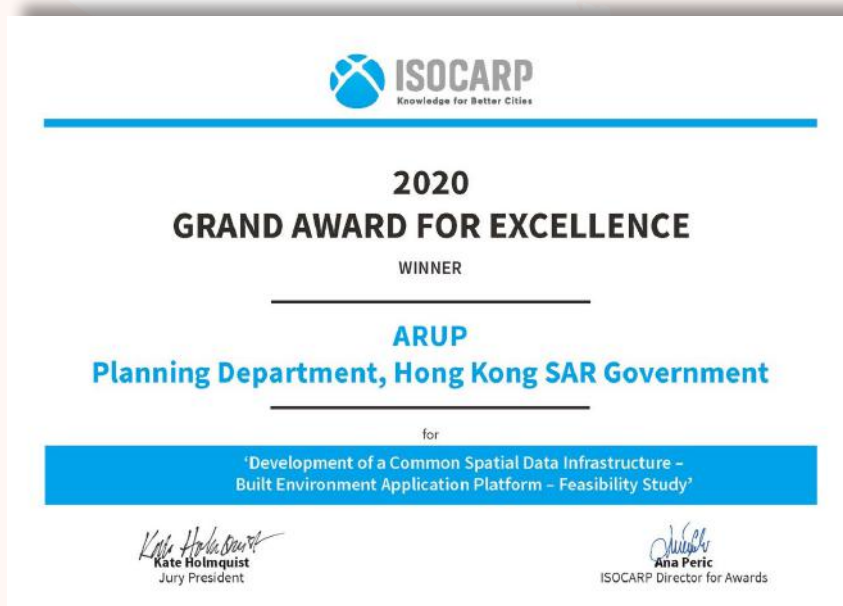 ISOCARP
Knowledge for Better Cities
2020
GRAND AWARD FOR EXCELLENCE
WINNER
ARUP
Planning Department, Hong Kong SAR Government
for
‘Development of a Common Spatial Data Infrastructure –
Built Environment Application Platform – Feasibility Study’
Kate Holmquist
Jury President
Ana Peric
ISOCARP Director for Awards